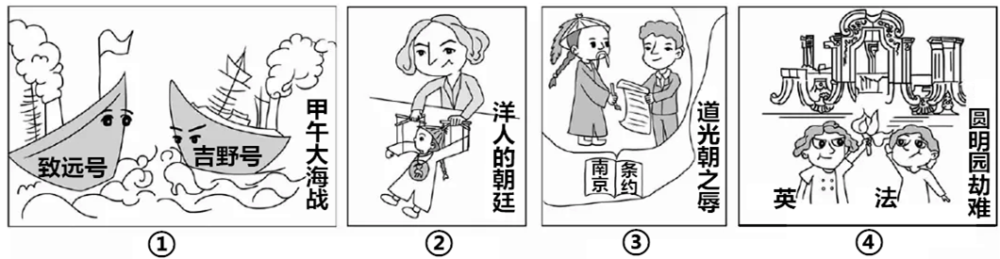 致远号
吉野号
甲午大海战
①
洋人的朝廷
②
南京
条约
道光朝之辱
③
英
法
圆明园劫难
④